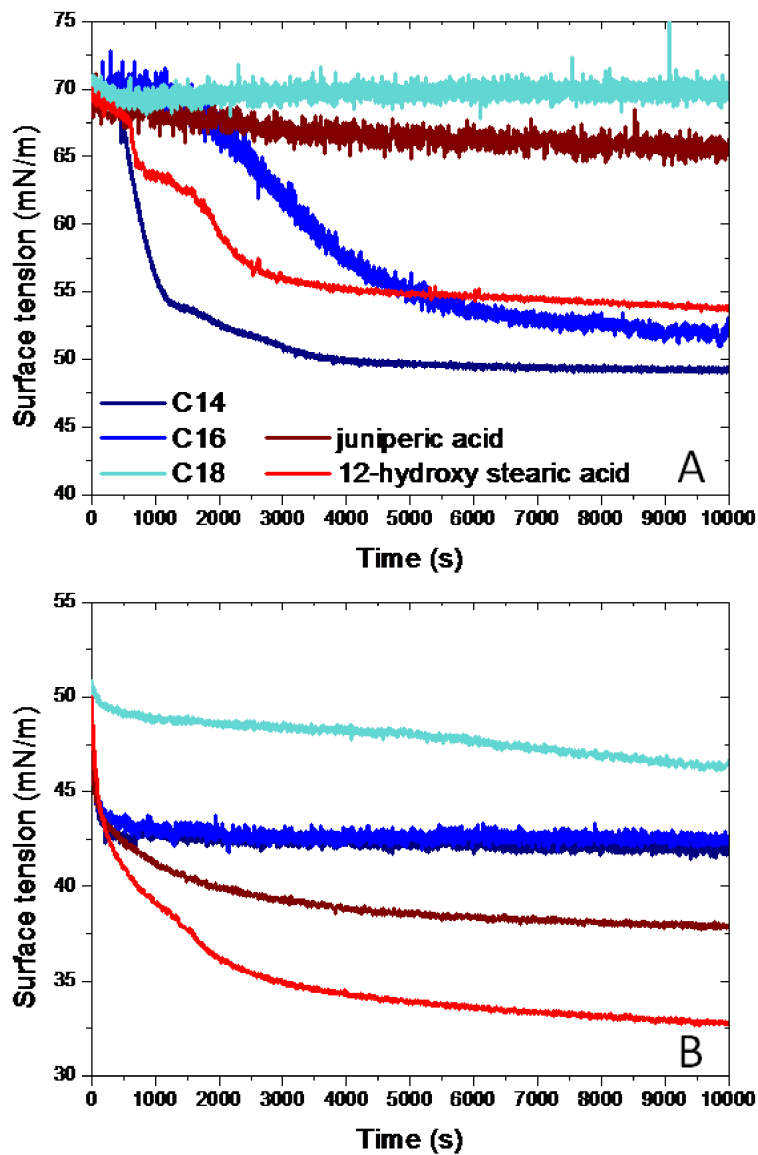 75
70
65
60
55
50
45
40
Surface tension (mN/m)
C14
C16 juniperic acid
C18 12-hydroxy stearic acid
A
0 1000 2000 3000 4000 5000 6000 7000 8000 9000 10000
Time (s)
55
50
45
40
35
30
Surface tension (mN/m)
B
0 1000 2000 3000 4000 5000 6000 7000 8000 9000 10000
Time (s)